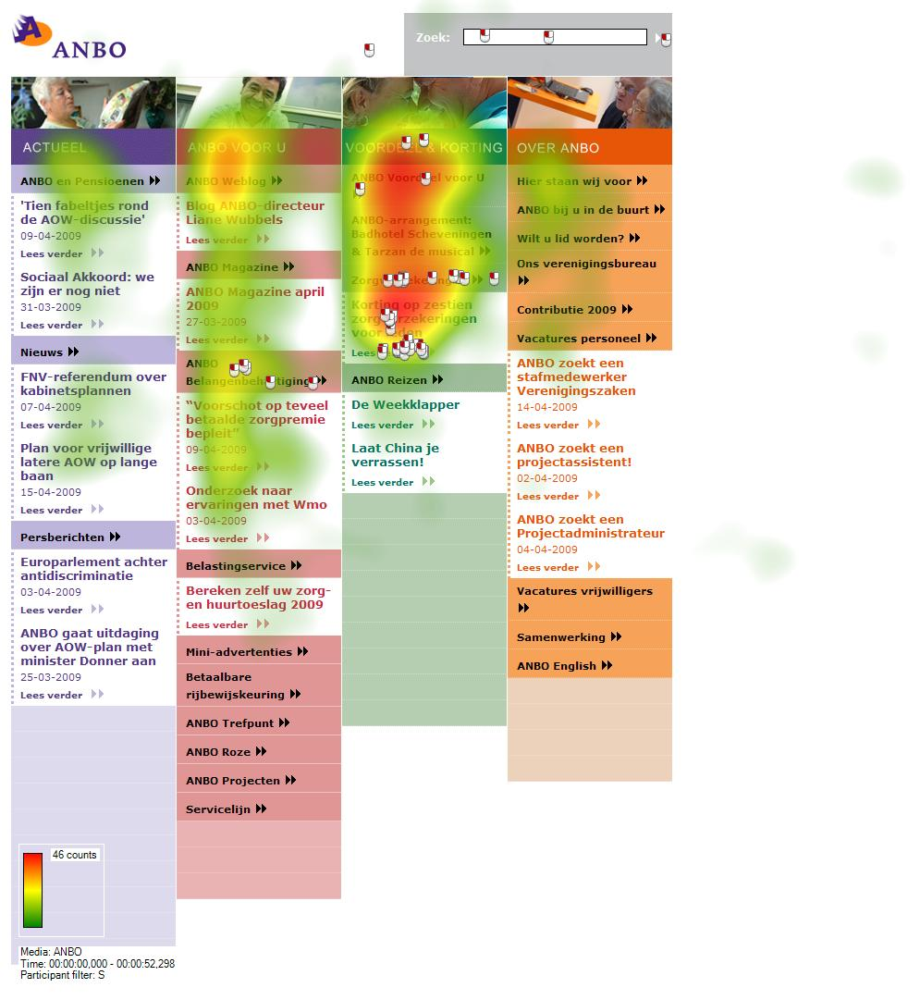 ANBO
Zoek:
ACTUEEL
ANBO en Pensioenen
'Tien fabeltjes rond
de AOW-discussie'
09-04-2009
Lees verder
Sociaal Akkoord: we
zijn er nog niet
31-03-2009
Lees verder
Nieuws
FNV-referendum over
kabinetsplannen
07-04-2009
Lees verder
Plan voor vrijwillige
latere AOW op lange
baan
15-04-2009
Lees verder
Persberichten
Europarlement achter
antidiscriminatie
03-04-2009
Lees verder
ANBO gaat uitdaging
over AOW-plan met
minister Donner aan
25-03-2009
Lees verder
ANBO VOOR U
ANBO Weblog
Blog ANBO-directeur
Liane Wubbels
Lees verder
ANBO Magazine
ANBO Magazine april
2009
27-03-2009
Lees verder
ANBO
Belangenbehartiging
“Voorschot op teveel
betaalde zorgpremie
bepleit”
09-04-2009
Lees verder
Onderzoek naar
ervaringen met Wmo
03-04-2009
Lees verder
Belastingservice
Bereken zelf uw zorg-
en huurtoeslag 2009
Lees verder
Mini-advertenties
Betaalbare
rijbewijskeuring
ANBO Trefpunt
ANBO Roze
ANBO Projecten
Servicelijn
VOORDEEL & KORTING
ANBO Voordeel voor U
ANBO-arrangement:
Badhotel Scheveningen
& Tarzan de musical
Korting op zestien
zorgverzekeringen
voor leden
Lees
ANBO Reizen
De Weekklapper
Lees verder
Laat China je
verrassen!
Lees verder
OVER ANBO
Hier staan wij voor
ANBO bij u in de buurt
Wilt u lid worden?
Ons verenigingsbureau
Contributie 2009
Vacatures personeel
ANBO zoekt een
stafmedewerker
Verenigingszaken
14-04-2009
Lees verder
ANBO zoekt een
projectassistent!
02-04-2009
Lees verder
ANBO zoekt een
Projectadministrateur
04-04-2009
Lees verder
Vacatures vrijwilligers
Samenwerking
ANBO English
46 counts
Media: ANBO
Time: 00:00:00,000 - 00:00:52,298
Participant filter: S